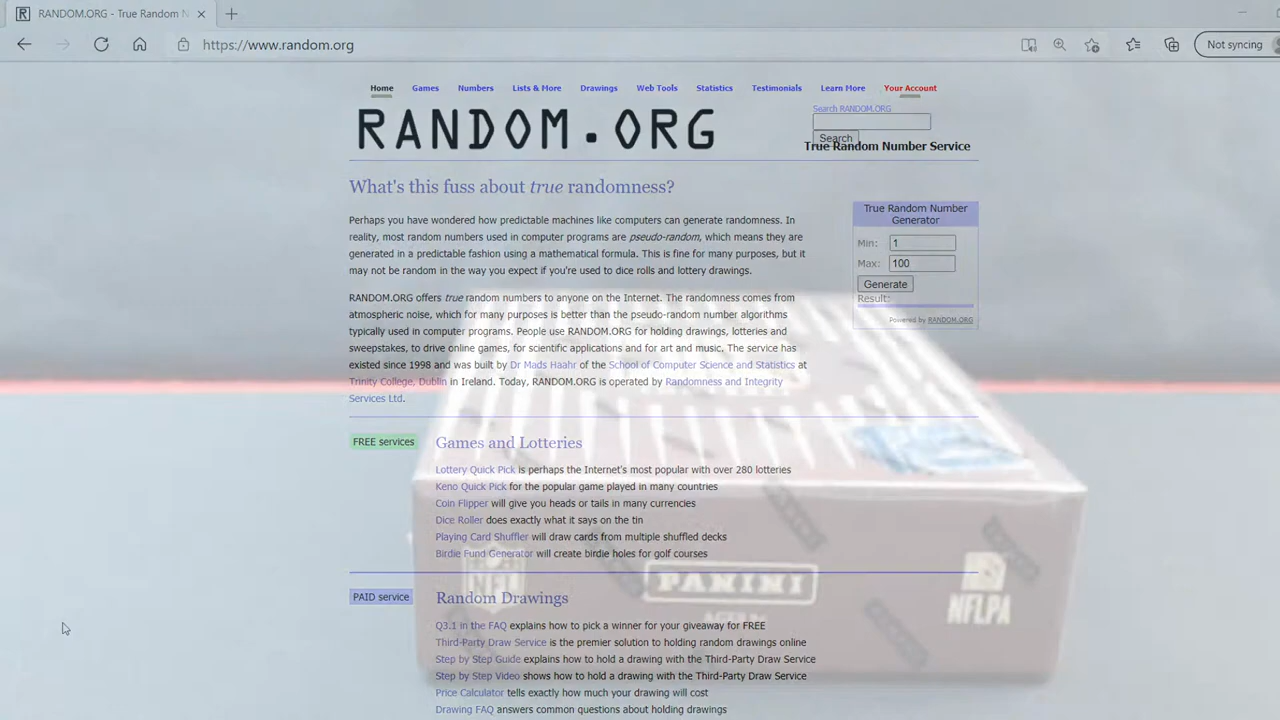 RANDOM.ORG - True Random N
https://www.random.org
Not syncing
Home Games Numbers Lists & More Drawings Web Tools Statistics Testimonials Learn More Your Account
RANDOM.ORG
Search RANDOM.ORG
Search
True Random Number Service
What's this fuss about true randomness?
Perhaps you have wondered how predictable machines like computers can generate randomness. In
reality, most random numbers used in computer programs are pseudo-random, which means they are
generated in a predictable fashion using a mathematical formula. This is fine for many purposes, but it
may not be random in the way you expect if you're used to dice rolls and lottery drawings.
RANDOM.ORG offers true random numbers to anyone on the Internet. The randomness comes from
atmospheric noise, which for many purposes is better than the pseudo-random number algorithms
typically used in computer programs. People use RANDOM.ORG for holding drawings, lotteries and
sweepstakes, to drive online games, for scientific applications and for art and music. The service has
existed since 1998 and was built by Dr Mads Haahr of the School of Computer Science and Statistics at
Trinity College, Dublin in Ireland. Today, RANDOM.ORG is operated by Randomness and Integrity
Services Ltd.
True Random Number
Generator
Min: 1
Max: 100
Generate
Result:
Powered by RANDOM.ORG
FREE services
Games and Lotteries
Lottery Quick Pick is perhaps the Internet's most popular with over 280 lotteries
Keno Quick Pick for the popular game played in many countries
Coin Flipper will give you heads or tails in many currencies
Dice Roller does exactly what it says on the tin
Playing Card Shuffler will draw cards from multiple shuffled decks
Birdie Fund Generator will create birdie holes for golf courses
PAID service
Random Drawings
Q3.1 in the FAQ explains how to pick a winner for your giveaway for FREE
Third-Party Draw Service is the premier solution to holding random drawings online
Step by Step Guide explains how to hold a drawing with the Third-Party Draw Service
Step by Step Video shows how to hold a drawing with the Third-Party Draw Service
Price Calculator tells exactly how much your drawing will cost
Drawing FAQ answers common questions about holding drawings
NFL
PANINI
NFLPA